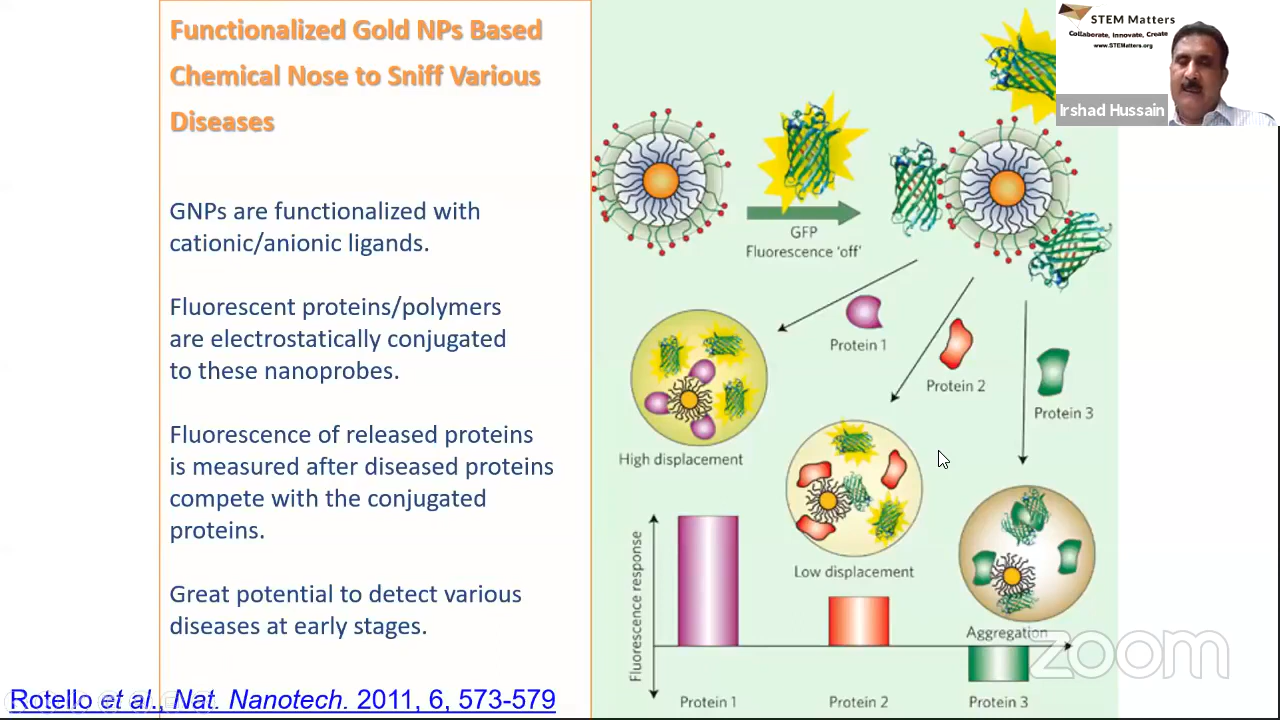 Functionalized Gold NPs Based
Chemical Nose to Sniff Various
Diseases
GNPs are functionalized with
cationic/anionic ligands.
Fluorescent proteins/polymers
are electrostatically conjugated
to these nanoprobes.
Fluorescence of released proteins
is measured after diseased proteins
compete with the conjugated
proteins.
Great potential to detect various
diseases at early stages.
Rotello et al., Nat. Nanotech. 2011, 6, 573-579
GFP
Fluorescence ‘off’
Protein 1
Protein 2
Protein 3
High displacement
Low displacement
Aggregation
Fluorescence response
Protein 1
Protein 2
Protein 3
STEM Matters
Collaborate, Innovate, Create
www.STEMatters.org
Irshad Hussain
zoom